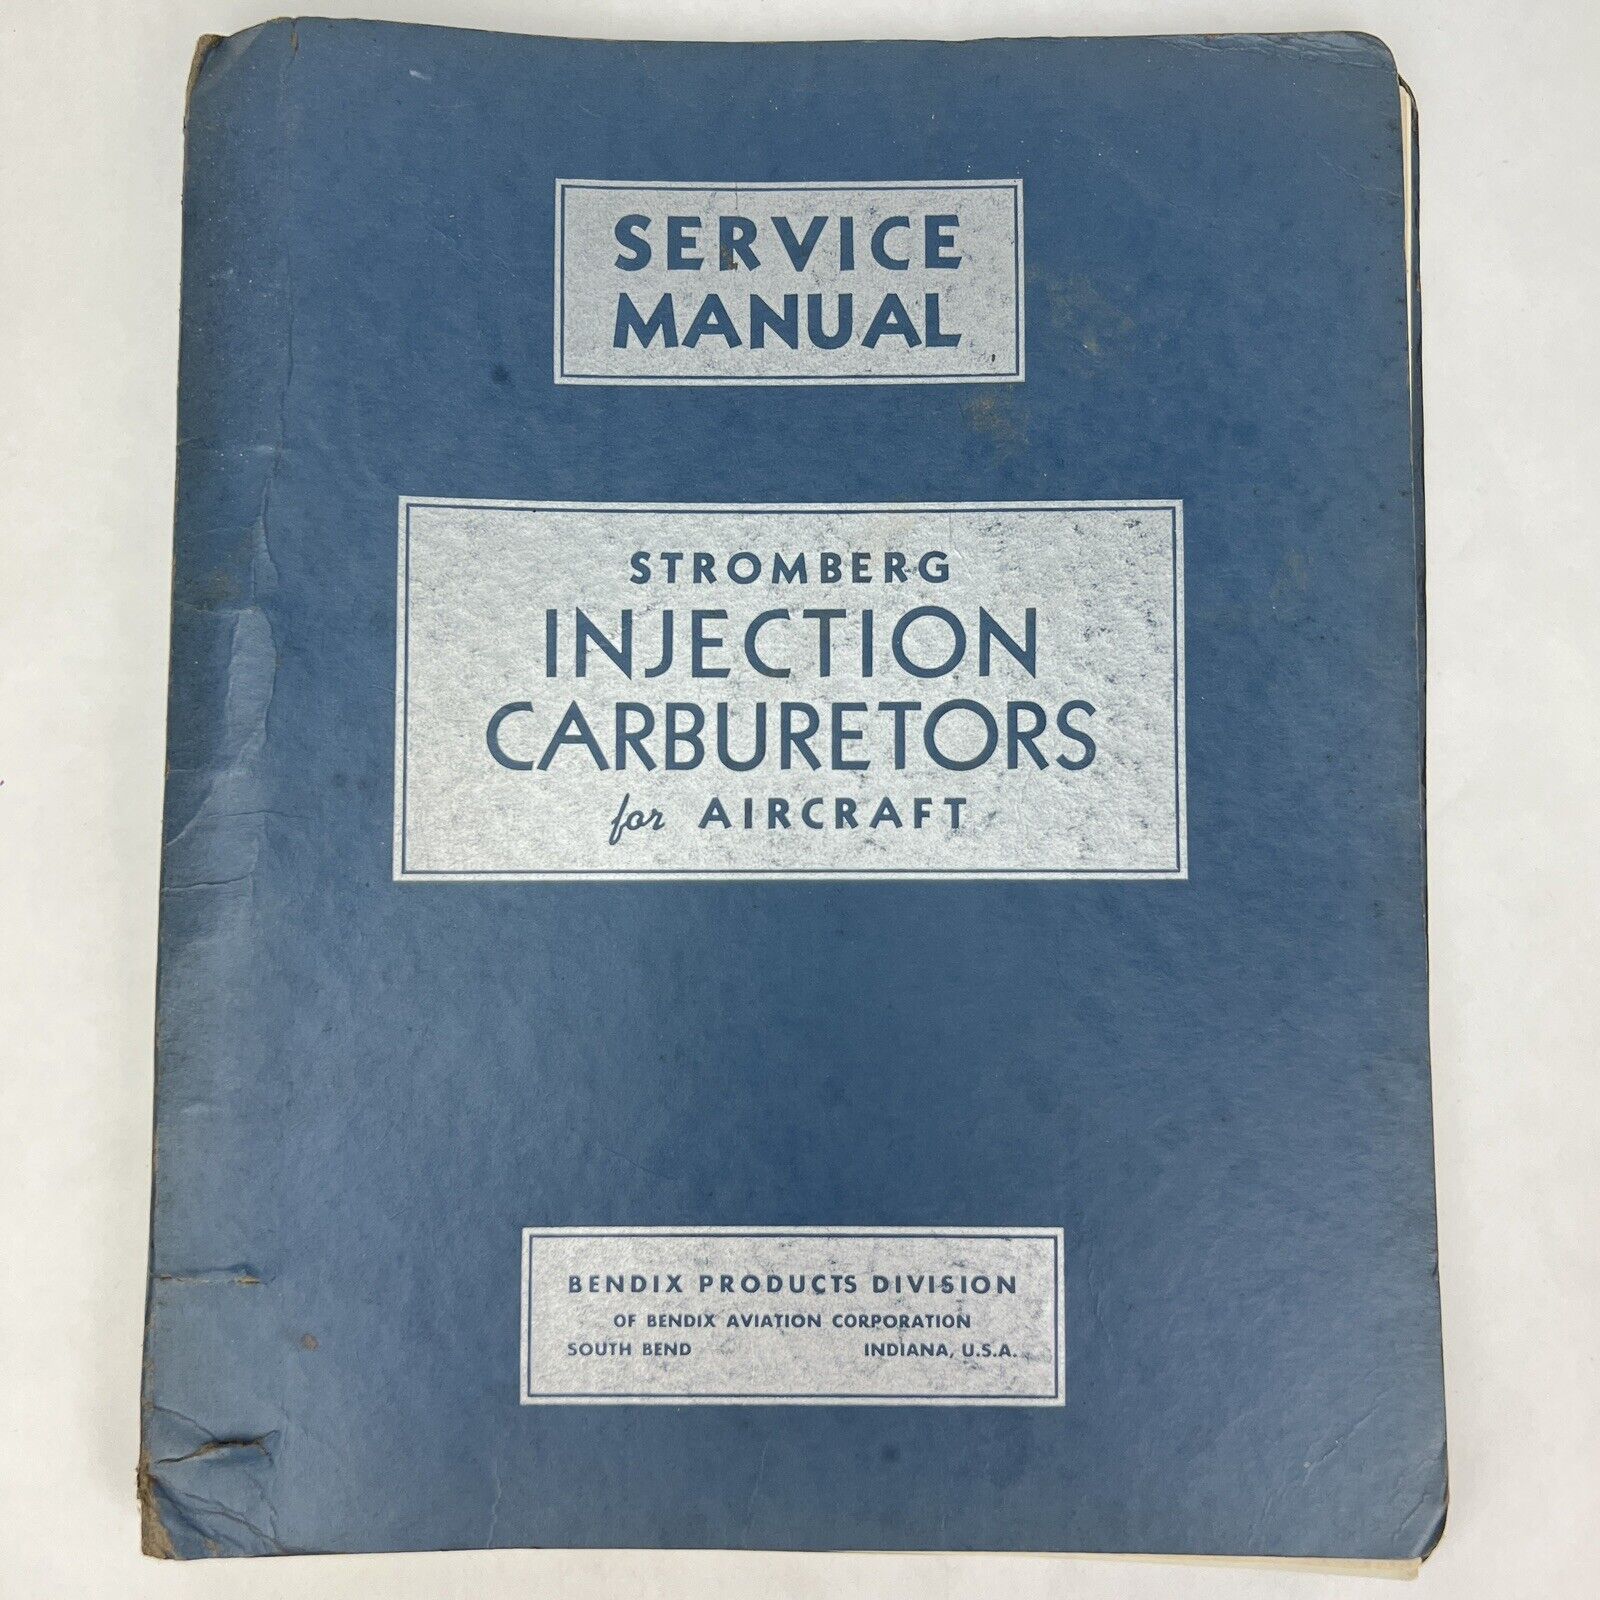 SERVICE
MANUAL
STROMBERG
INJECTION
CARBURETORS
for AIRCRAFT
BENDIX PRODUCTS DIVISION
OF BENDIX AVIATION CORPORATION
SOUTH BEND INDIANA, U.S.A.